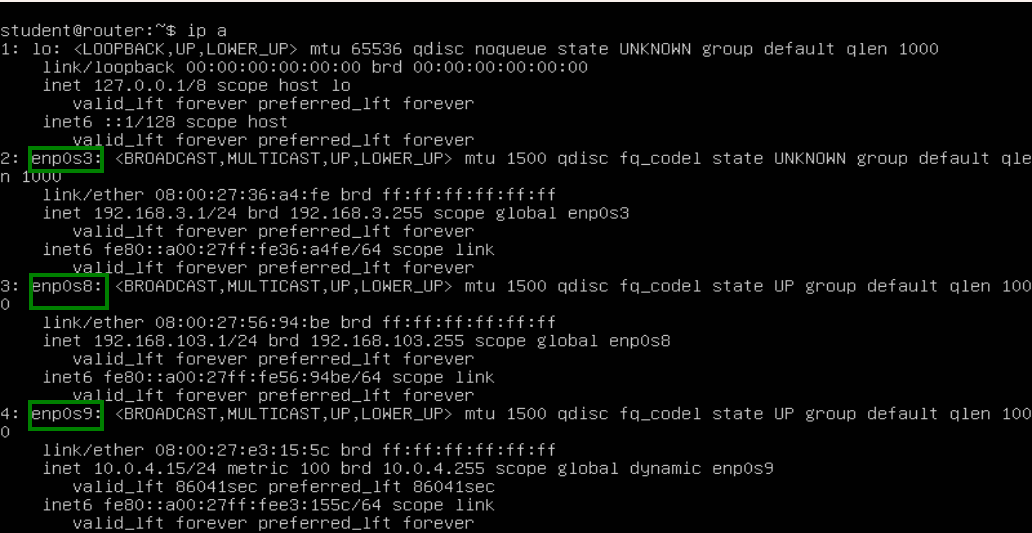 student@router:~$ ip a
1: lo: <LOOPBACK,UP,LOWER_UP> mtu 65536 qdisc noqueue state UNKNOWN group default qlen 1000
link/loopback 00:00:00:00:00:00 brd 00:00:00:00:00:00
inet 127.0.0.1/8 scope host lo
valid_lft forever preferred_lft forever
inet6 ::1/128 scope host
valid_lft forever preferred_lft forever
2: enp0s3: <BROADCAST,MULTICAST,UP,LOWER_UP> mtu 1500 qdisc fq_codel state UNKNOWN group default qle
n 1000
link/ether 08:00:27:36:a4:fe brd ff:ff:ff:ff:ff:ff
inet 192.168.3.1/24 brd 192.168.3.255 scope global enp0s3
valid_lft forever preferred_lft forever
inet6 fe80::a00:27ff:fe36:a4fe/64 scope link
valid_lft forever preferred_lft forever
3: enp0s8: <BROADCAST,MULTICAST,UP,LOWER_UP> mtu 1500 qdisc fq_codel state UP group default qlen 100
0
link/ether 08:00:27:56:94:be brd ff:ff:ff:ff:ff:ff
inet 192.168.103.1/24 brd 192.168.103.255 scope global enp0s8
valid_lft forever preferred_lft forever
inet6 fe80::a00:27ff:fe56:94be/64 scope link
valid_lft forever preferred_lft forever
4: enp0s9: <BROADCAST,MULTICAST,UP,LOWER_UP> mtu 1500 qdisc fq_codel state UP group default qlen 100
0
link/ether 08:00:27:e3:15:5c brd ff:ff:ff:ff:ff:ff
inet 10.0.4.15/24 metric 100 brd 10.0.4.255 scope global dynamic enp0s9
valid_lft 86041sec preferred_lft 86041sec
inet6 fe80::a00:27ff:fee3:155c/64 scope link
valid_lft forever preferred_lft forever